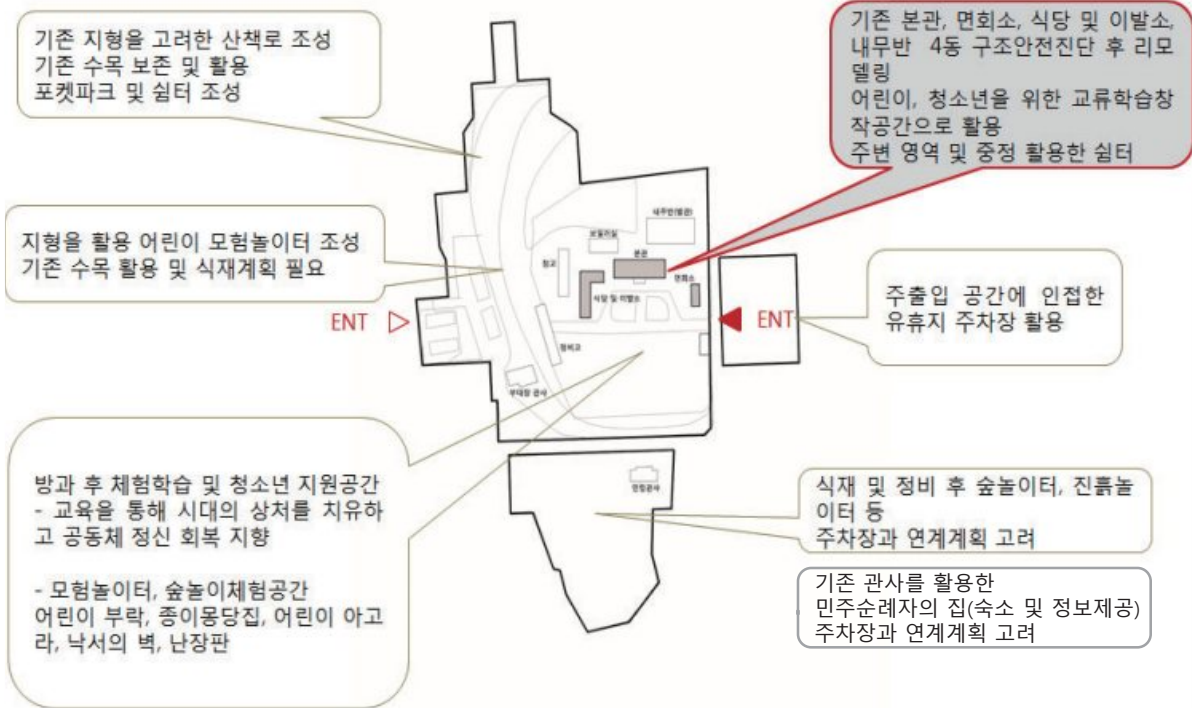 기존 지형을 고려한 산책로 조성
기존 수목 보존 및 활용
포켓파크 및 쉼터 조성
기존 본관, 면회소, 식당 및 이발소,
내무반 4동 구조안전진단 후 리모
델링
어린이, 청소년을 위한 교류학습창
작공간으로 활용
주변 영역 및 중정 활용한 쉼터
지형을 활용 어린이 모험놀이터 조성
기존 수목 활용 및 식재계획 필요
내무반(별관)
보일러실
본관
창고
면회소
식당 및 이발소
ENT
ENT
주출입 공간에 인접한
유휴지 주차장 활용
정비고
부대장 관사
방과 후 체험학습 및 청소년 지원공간
- 교육을 통해 시대의 상처를 치유하
고 공동체 정신 회복 지향
- 모험놀이터, 숲놀이체험공간
어린이 부락, 종이몽당집, 어린이 아고
라, 낙서의 벽, 난장판
식재 및 정비 후 숲놀이터, 진흙놀
이터 등
주차장과 연계계획 고려
기존 관사를 활용한
민주순례자의 집(숙소 및 정보제공)
주차장과 연계계획 고려